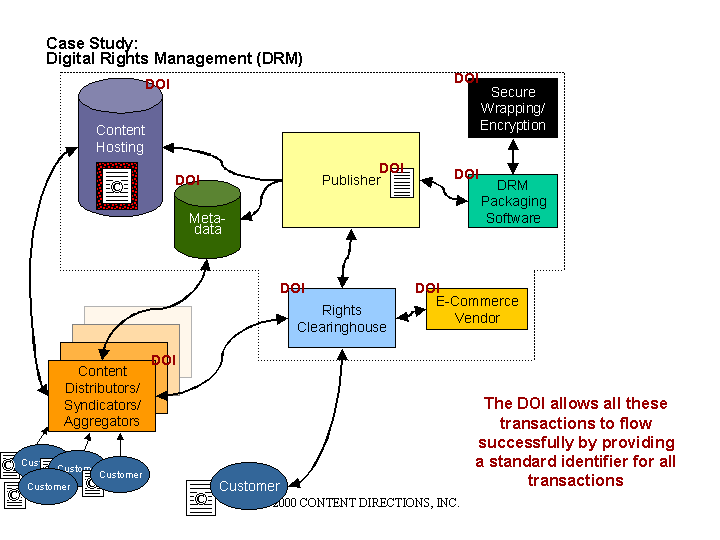 Case Study:
Digital Rights Management (DRM)
DOI
DOI
Secure
Wrapping/
Encryption
Content
Hosting
©
DOI
Meta-
data
Publisher
DOI
DOI
DRM
Packaging
Software
DOI
Rights
Clearinghouse
DOI
E-Commerce
Vendor
DOI
Content
Distributors/
Syndicators/
Aggregators
The DOI allows all these
transactions to flow
successfully by providing
a standard identifier for all
transactions
©
Custom
Customer
Customer
©
©
Customer
©
2000 CONTENT DIRECTIONS, INC.